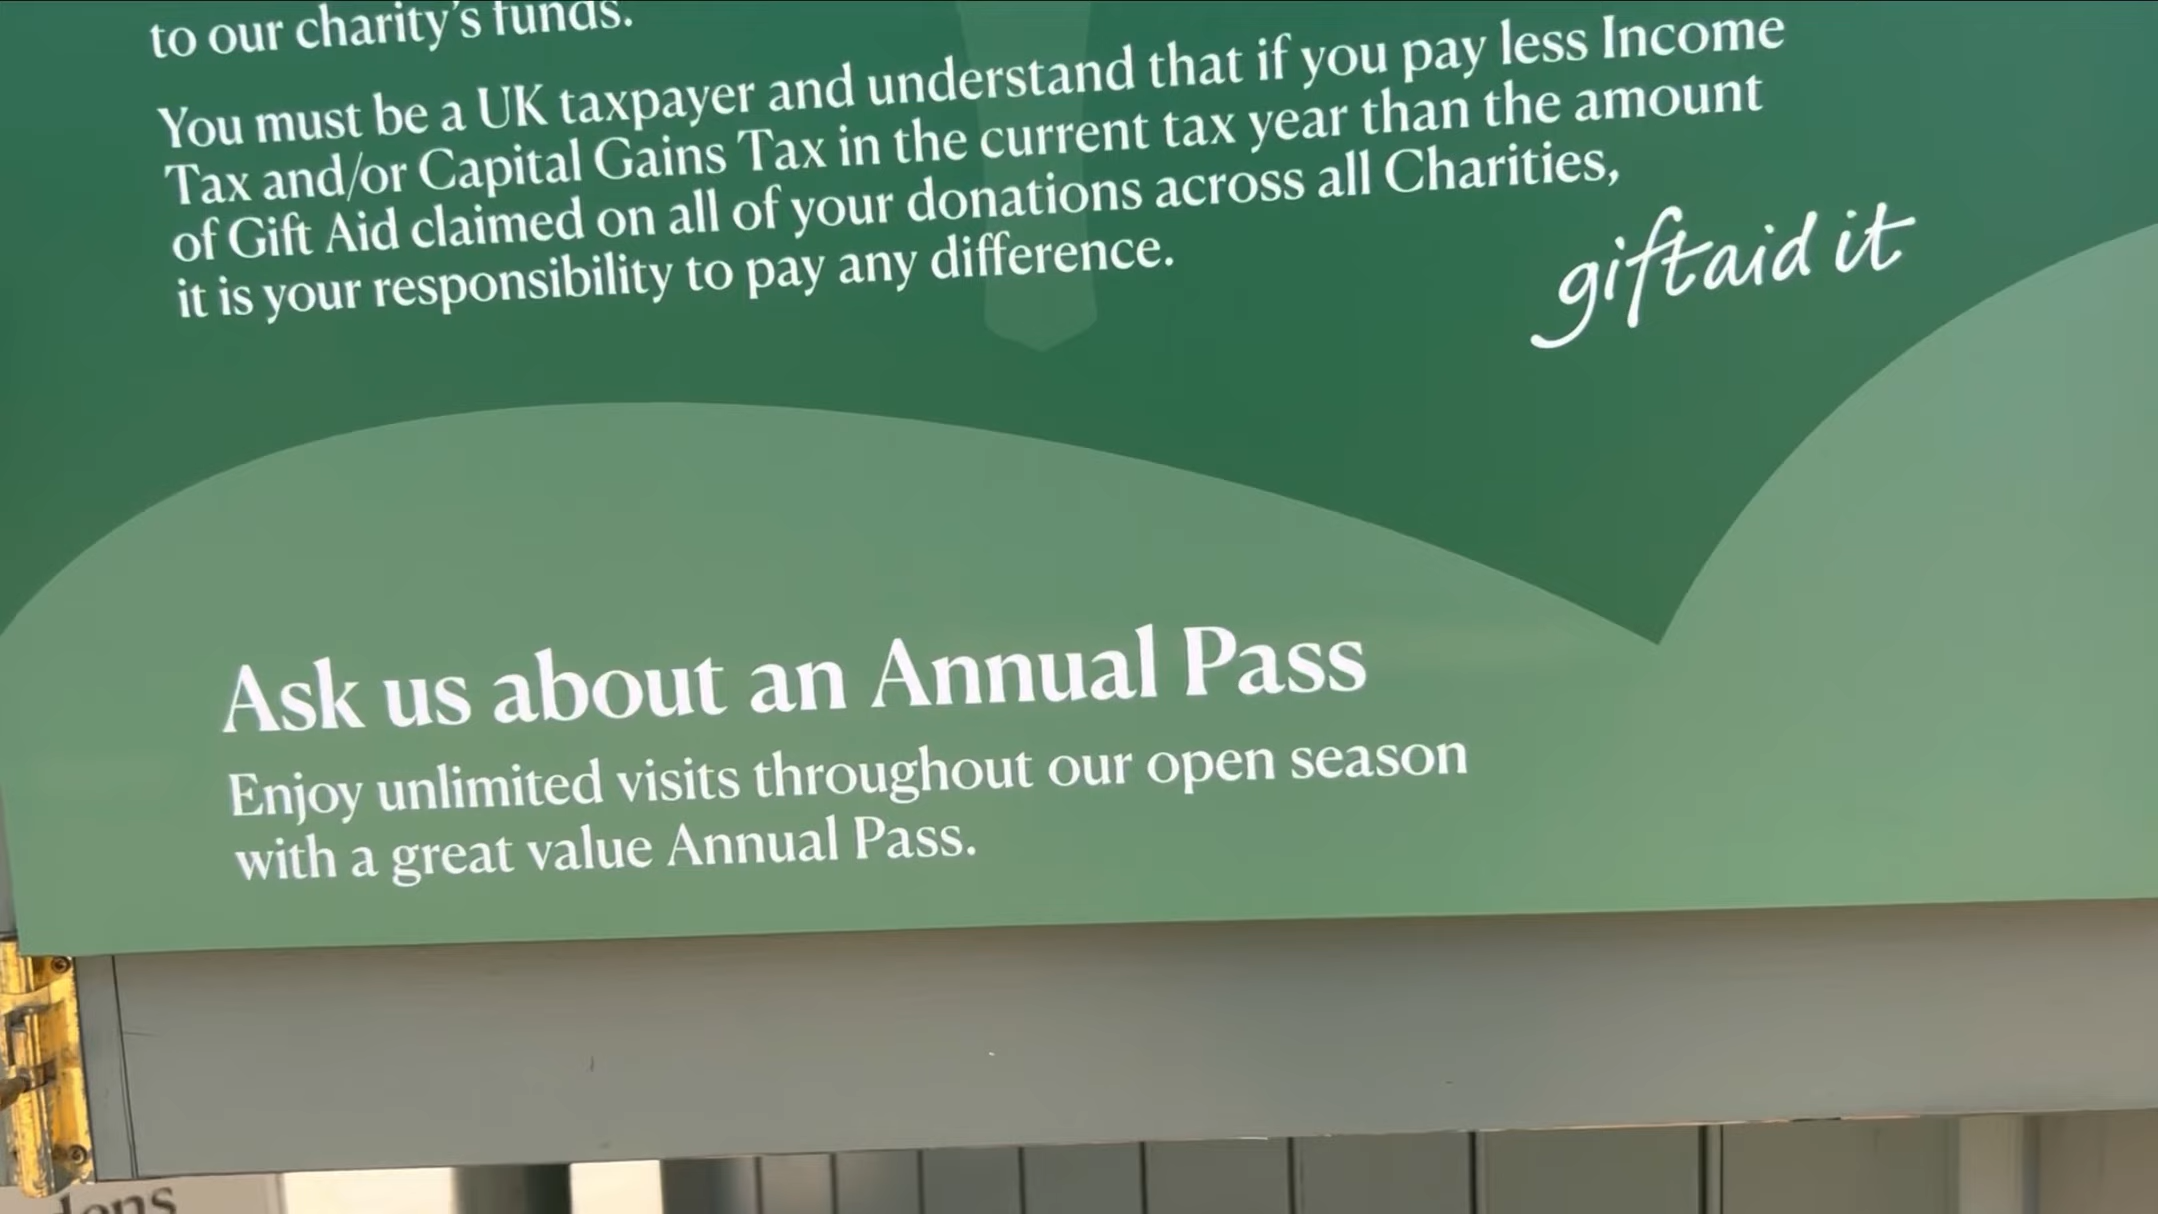 to our charity's funds.
You must be a UK taxpayer and understand that if you pay less Income
Tax and/or Capital Gains Tax in the current tax year than the amount
of Gift Aid claimed on all of your donations across all Charities,
it is your responsibility to pay any difference.
giftaid it
Ask us about an Annual Pass
Enjoy unlimited visits throughout our open season
with a great value Annual Pass.